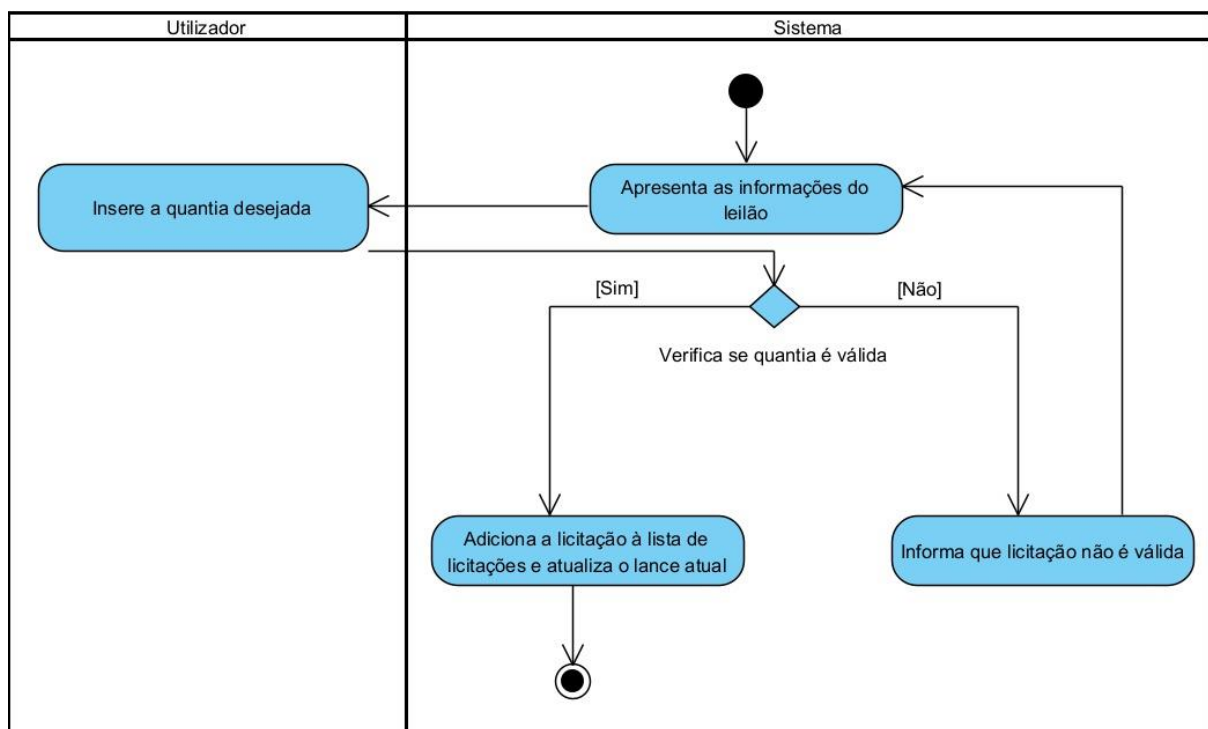 Utilizador
Sistema
Apresenta as informações do
leilão
Insere a quantia desejada
[Sim]
[Não]
Verifica se quantia é válida
Adiciona a licitação à lista de
licitações e atualiza o lance atual
Informa que licitação não é válida